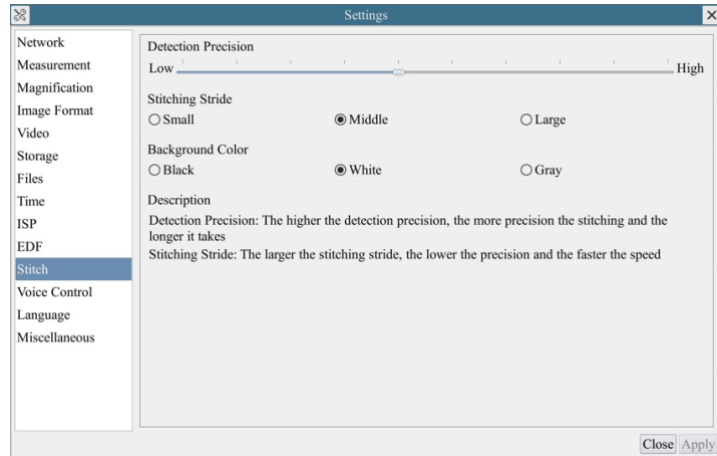 Settings
Network
Measurement
Magnification
Image Format
Video
Storage
Files
Time
ISP
EDF
Stitch
Voice Control
Language
Miscellaneous
Detection Precision
Low High
Stitching Stride
Small Middle Large
Background Color
Black White Gray
Description
Detection Precision: The higher the detection precision, the more precision the stitching and the
longer it takes
Stitching Stride: The larger the stitching stride, the lower the precision and the faster the speed
Close Apply